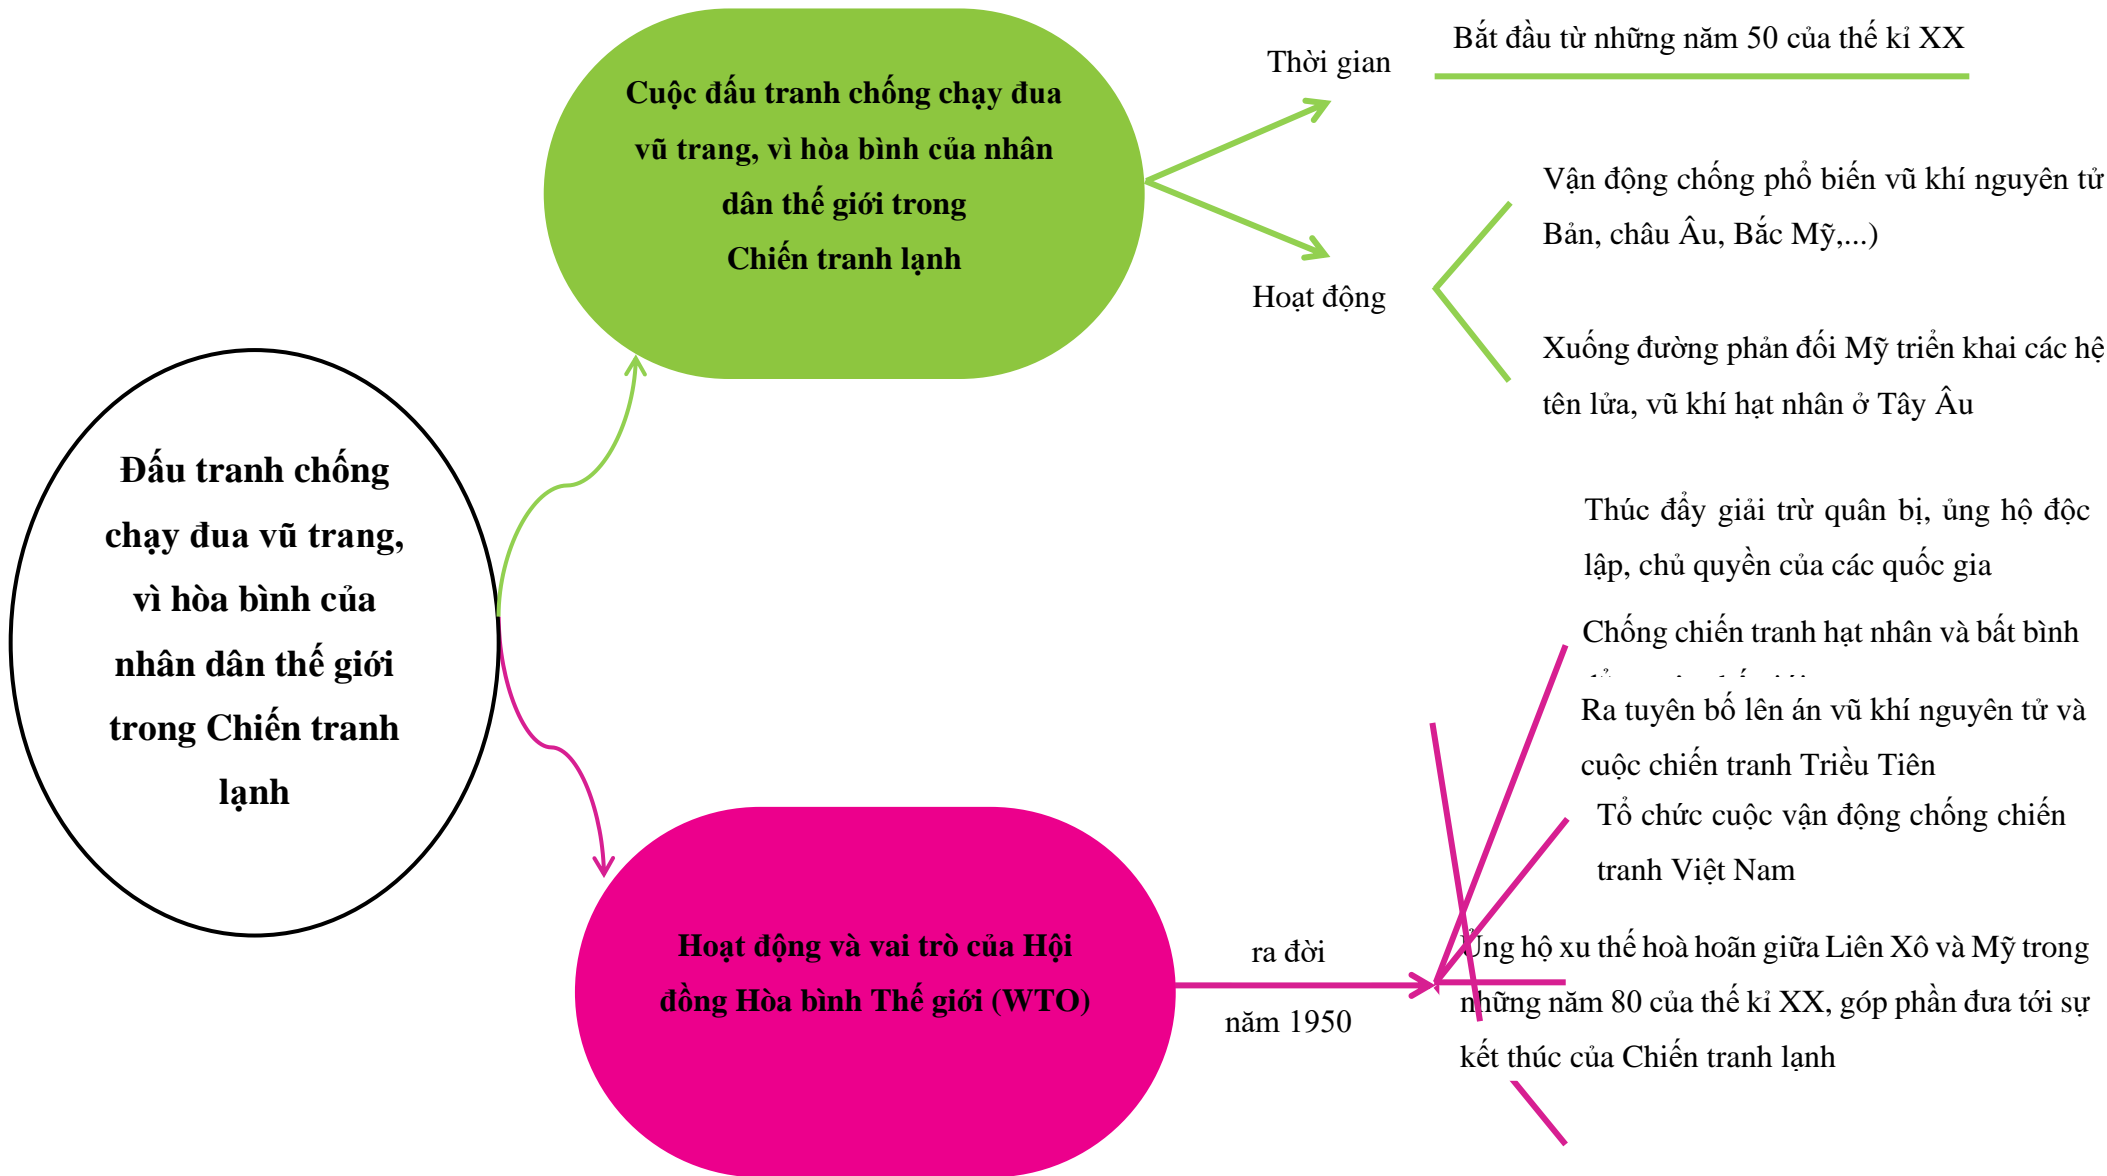 Đấu tranh chống
chạy đua vũ trang,
vì hòa bình của
nhân dân thế giới
trong Chiến tranh
lạnh
Cuộc đấu tranh chống chạy đua
vũ trang, vì hòa bình của nhân
dân thế giới trong
Chiến tranh lạnh
Thời gian
Bắt đầu từ những năm 50 của thế kỉ XX
Hoạt động
Vận động chống phổ biến vũ khí nguyên tử
Bản, châu Âu, Bắc Mỹ,...)
Xuống đường phản đối Mỹ triển khai các hệ
tên lửa, vũ khí hạt nhân ở Tây Âu
Hoạt động và vai trò của Hội
đồng Hòa bình Thế giới (WTO)
ra đời
năm 1950
Thúc đẩy giải trừ quân bị, ủng hộ độc
lập, chủ quyền của các quốc gia
Chống chiến tranh hạt nhân và bất bình
Ra tuyên bố lên án vũ khí nguyên tử và
cuộc chiến tranh Triều Tiên
Tổ chức cuộc vận động chống chiến
tranh Việt Nam
Ủng hộ xu thế hoà hoãn giữa Liên Xô và Mỹ trong
những năm 80 của thế kỉ XX, góp phần đưa tới sự
kết thúc của Chiến tranh lạnh